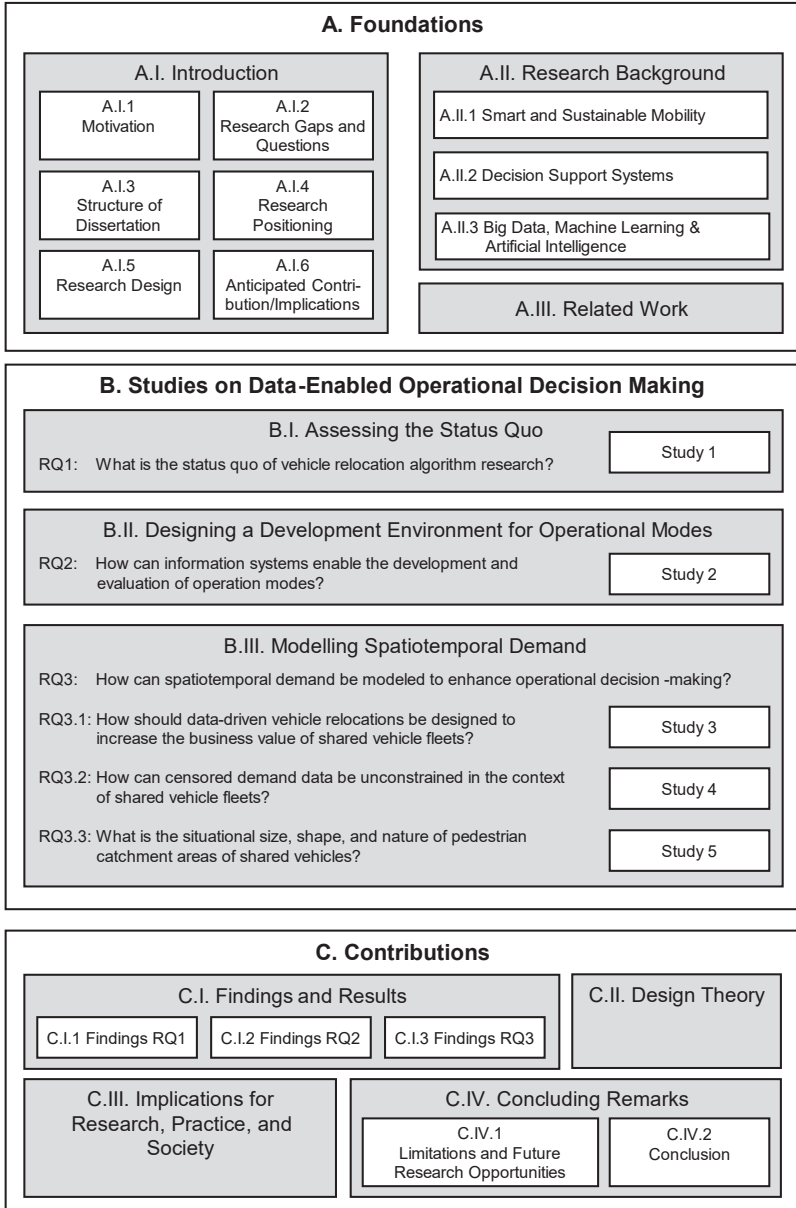 A. Foundations
A.I. Introduction
A.I.1
Motivation
A.I.2
Research Gaps and
Questions
A.I.3
Structure of
Dissertation
A.I.4
Research
Positioning
A.I.5
Research Design
A.I.6
Anticipated Contri-
bution/Implications
A.II. Research Background
A.II.1 Smart and Sustainable Mobility
A.II.2 Decision Support Systems
A.II.3 Big Data, Machine Learning &
Artificial Intelligence
A.III. Related Work
B. Studies on Data-Enabled Operational Decision Making
B.I. Assessing the Status Quo
RQ1: What is the status quo of vehicle relocation algorithm research?
Study 1
B.II. Designing a Development Environment for Operational Modes
RQ2: How can information systems enable the development and
evaluation of operation modes?
Study 2
B.III. Modelling Spatiotemporal Demand
RQ3: How can spatiotemporal demand be modeled to enhance operational decision -making?
RQ3.1: How should data-driven vehicle relocations be designed to
increase the business value of shared vehicle fleets?
Study 3
RQ3.2: How can censored demand data be unconstrained in the context
of shared vehicle fleets?
Study 4
RQ3.3: What is the situational size, shape, and nature of pedestrian
catchment areas of shared vehicles?
Study 5
C. Contributions
C.I. Findings and Results
C.I.1 Findings RQ1
C.I.2 Findings RQ2
C.I.3 Findings RQ3
C.II. Design Theory
C.III. Implications for
Research, Practice, and
Society
C.IV. Concluding Remarks
C.IV.1
Limitations and Future
Research Opportunities
C.IV.2
Conclusion